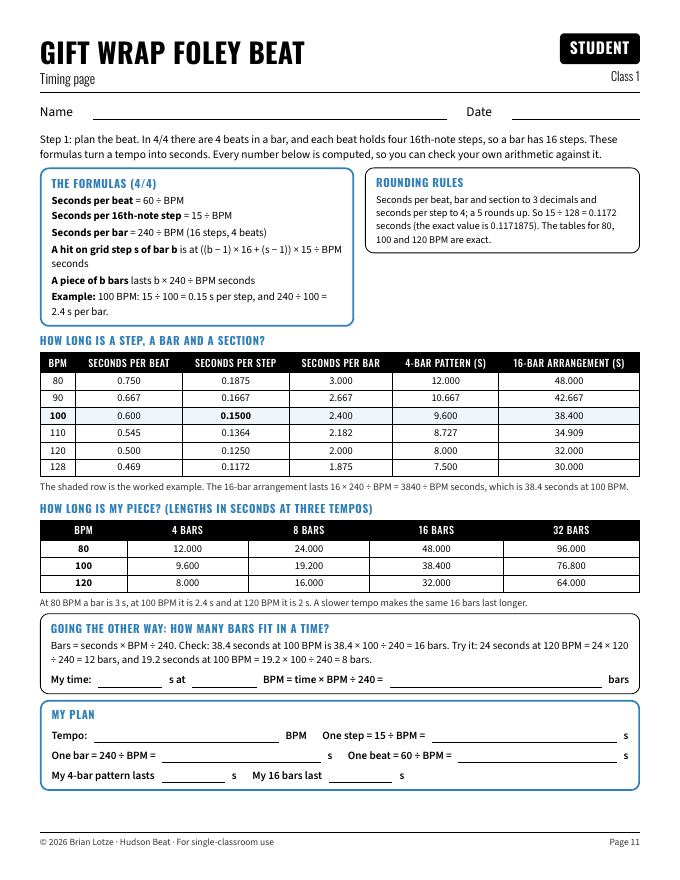 GIFT WRAP FOLEY BEAT
STUDENT
Timing page
Class 1
Name
Date
Step 1: plan the beat. In 4/4 there are 4 beats in a bar, and each beat holds four 16th-note steps, so a bar has 16 steps. These
formulas turn a tempo into seconds. Every number below is computed, so you can check your own arithmetic against it.
THE FORMULAS (4/4)
Seconds per beat = 60 ÷ BPM
Seconds per 16th-note step = 15 ÷ BPM
Seconds per bar = 240 ÷ BPM (16 steps, 4 beats)
A hit on grid step s of bar b is at ((b − 1) × 16 + (s − 1)) × 15 ÷ BPM
seconds
A piece of b bars lasts b × 240 ÷ BPM seconds
Example: 100 BPM: 15 ÷ 100 = 0.15 s per step, and 240 ÷ 100 =
2.4 s per bar.
ROUNDING RULES
Seconds per beat, bar and section to 3 decimals and
seconds per step to 4; a 5 rounds up. So 15 ÷ 128 = 0.1172
seconds (the exact value is 0.1171875). The tables for 80,
100 and 120 BPM are exact.
HOW LONG IS A STEP, A BAR AND A SECTION?
BPM SECONDS PER BEAT SECONDS PER STEP SECONDS PER BAR 4-BAR PATTERN (S) 16-BAR ARRANGEMENT (S)
80 0.750 0.1875 3.000 12.000 48.000
90 0.667 0.1667 2.667 10.667 42.667
100 0.600 0.1500 2.400 9.600 38.400
110 0.545 0.1364 2.182 8.727 34.909
120 0.500 0.1250 2.000 8.000 32.000
128 0.469 0.1172 1.875 7.500 30.000
The shaded row is the worked example. The 16-bar arrangement lasts 16 × 240 ÷ BPM = 3840 ÷ BPM seconds, which is 38.4 seconds at 100 BPM.
HOW LONG IS MY PIECE? (LENGTHS IN SECONDS AT THREE TEMPOS)
BPM 4 BARS 8 BARS 16 BARS 32 BARS
80 12.000 24.000 48.000 96.000
100 9.600 19.200 38.400 76.800
120 8.000 16.000 32.000 64.000
At 80 BPM a bar is 3 s, at 100 BPM it is 2.4 s and at 120 BPM it is 2 s. A slower tempo makes the same 16 bars last longer.
GOING THE OTHER WAY: HOW MANY BARS FIT IN A TIME?
Bars = seconds × BPM ÷ 240. Check: 38.4 seconds at 100 BPM is 38.4 × 100 ÷ 240 = 16 bars. Try it: 24 seconds at 120 BPM = 24 × 120
÷ 240 = 12 bars, and 19.2 seconds at 100 BPM = 19.2 × 100 ÷ 240 = 8 bars.
My time: s at BPM = time × BPM ÷ 240 = bars
MY PLAN
Tempo: BPM One step = 15 ÷ BPM = s
One bar = 240 ÷ BPM = s One beat = 60 ÷ BPM = s
My 4-bar pattern lasts s My 16 bars last s
© 2026 Brian Lotze · Hudson Beat · For single-classroom use
Page 11